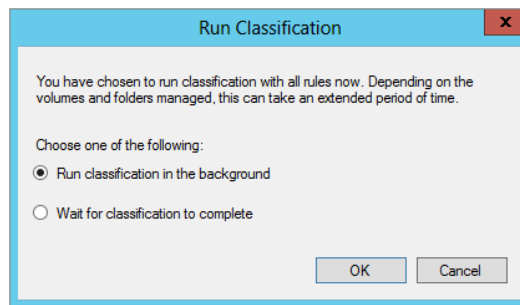 Run Classification
x
You have chosen to run classification with all rules now. Depending on the
volumes and folders managed, this can take an extended period of time.
Choose one of the following:
Run classification in the background
Wait for classification to complete
OK Cancel